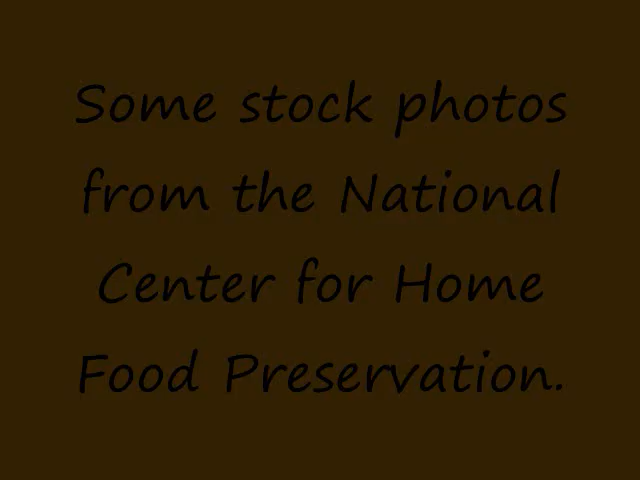 Some stock photos
from the National
Center for Home
Food Preservation.